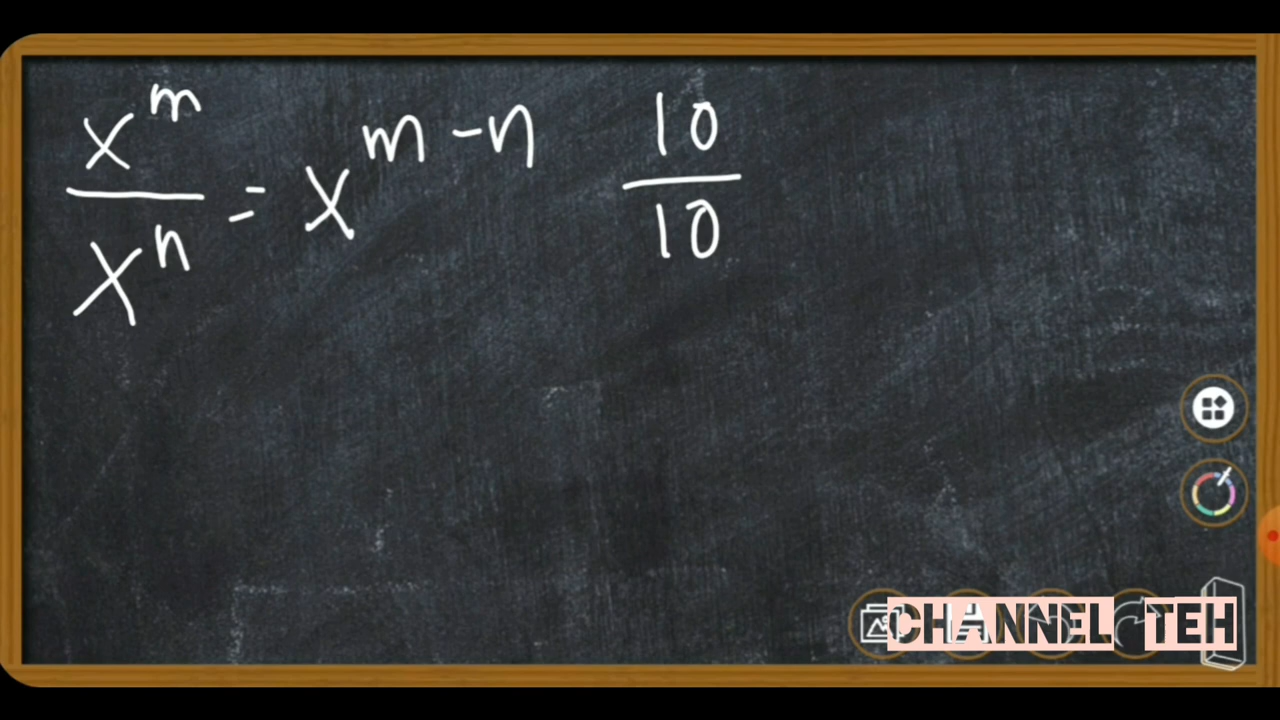 x^m / x^n = x^(m-n)   10/10
CHANNEL TEH